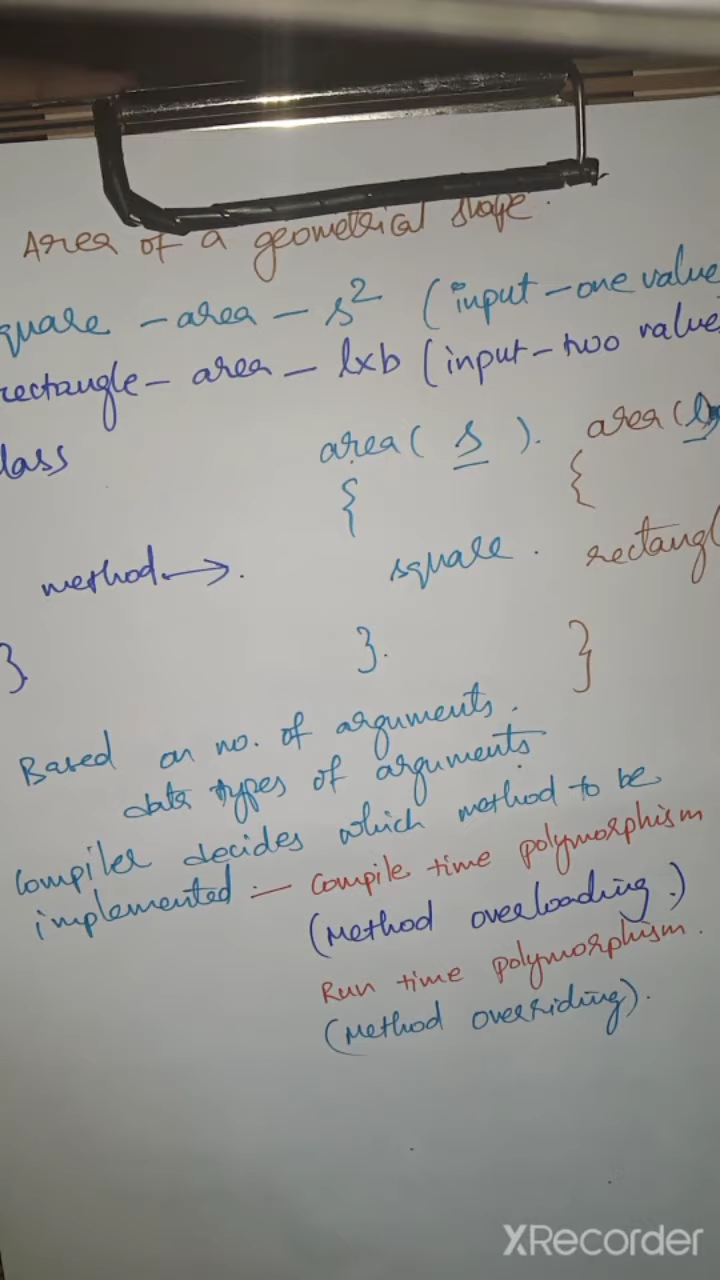 Area of a geometrical shape.
quare - area - s² (input - one value
rectangle - area - lxb (input - two value
lass
area( s ). area(l
{ {
method → . square . rectangl
} }. }
Based on no. of arguments.
data types of arguments
Compiler decides which method to be
implemented :- Compile time polymorphism
(Method overloading.)
Run time polymorphism.
(Method overriding).
XRecorder